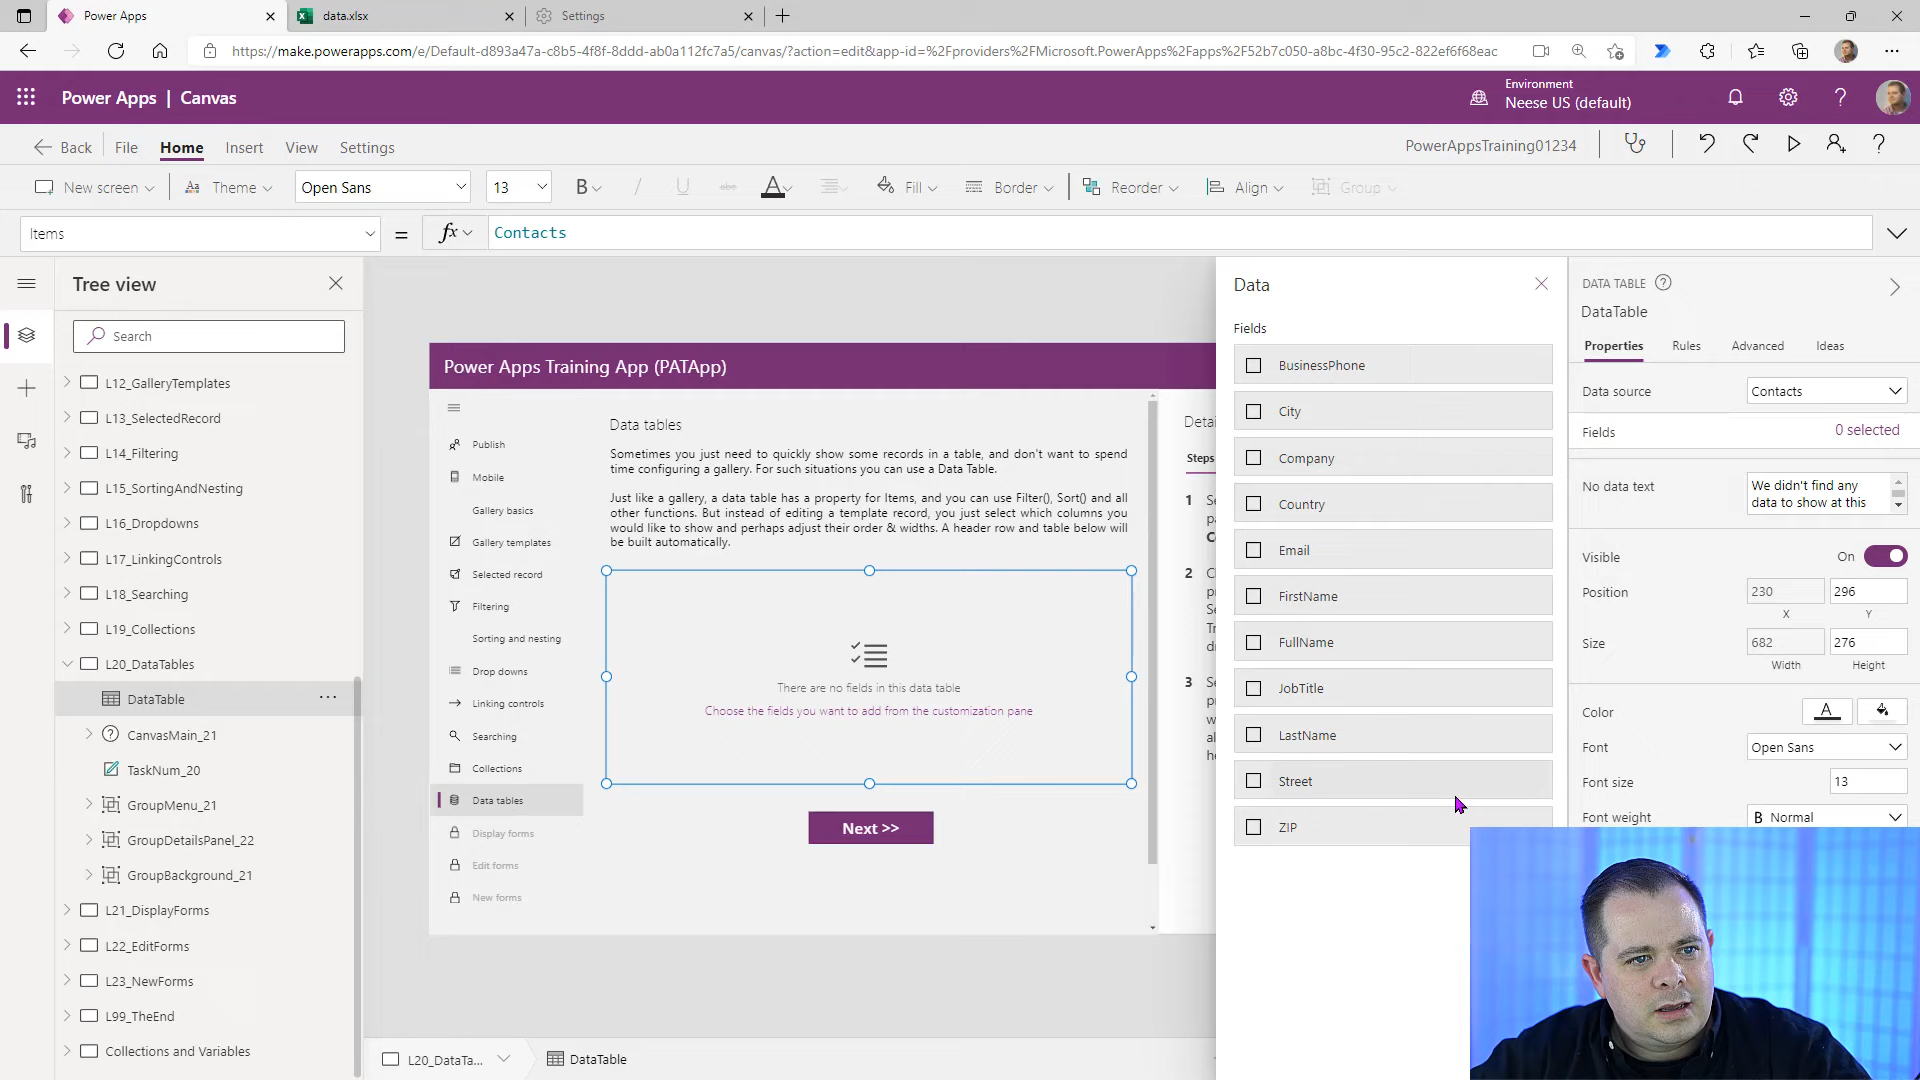 Power Apps
data.xlsx
Settings
https://make.powerapps.com/e/Default-d893a47a-c8b5-4f8f-8ddd-ab0a112fc7a5/canvas/?action=edit&app-id=%2Fproviders%2FMicrosoft.PowerApps%2Fapps%2F52b7c050-a8bc-4f30-95c2-822ef6f68eac
Power Apps | Canvas
Environment
Neese US (default)
Back
File
Home
Insert
View
Settings
PowerAppsTraining01234
New screen
Theme
Open Sans
13
B
Fill
Border
Reorder
Align
Group
Items
=
fx
Contacts
Tree view
Search
L12_GalleryTemplates
L13_SelectedRecord
L14_Filtering
L15_SortingAndNesting
L16_Dropdowns
L17_LinkingControls
L18_Searching
L19_Collections
L20_DataTables
DataTable
CanvasMain_21
TaskNum_20
GroupMenu_21
GroupDetailsPanel_22
GroupBackground_21
L21_DisplayForms
L22_EditForms
L23_NewForms
L99_TheEnd
Collections and Variables
Power Apps Training App (PATApp)
Publish
Mobile
Gallery basics
Gallery templates
Selected record
Filtering
Sorting and nesting
Drop downs
Linking controls
Searching
Collections
Data tables
Display forms
Edit forms
New forms
Data tables
Sometimes you just need to quickly show some records in a table, and don't want to spend
time configuring a gallery. For such situations you can use a Data Table.
Just like a gallery, a data table has a property for Items, and you can use Filter(), Sort() and all
other functions. But instead of editing a template record, you just select which columns you
would like to show and perhaps adjust their order & widths. A header row and table below will
be built automatically.
There are no fields in this data table
Choose the fields you want to add from the customization pane
Next >>
Steps
1
2
3
L20_DataTa...
DataTable
Data
Fields
BusinessPhone
City
Company
Country
Email
FirstName
FullName
JobTitle
LastName
Street
ZIP
DATA TABLE
DataTable
Properties
Rules
Advanced
Ideas
Data source
Contacts
Fields
0 selected
No data text
We didn't find any
data to show at this
Visible
On
Position
230
296
X
Y
Size
682
276
Width
Height
Color
A
Font
Open Sans
Font size
13
Font weight
B Normal